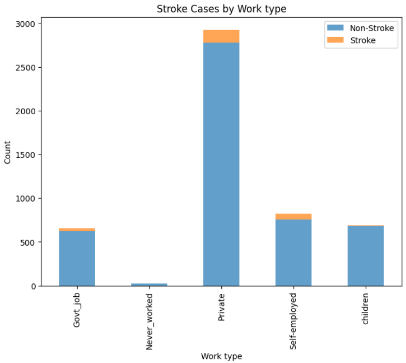 Stroke Cases by Work type
Non-Stroke
Stroke
3000
2500
2000
1500
1000
500
0
Count
Govt_job
Never_worked
Private
Self-employed
children
Work type